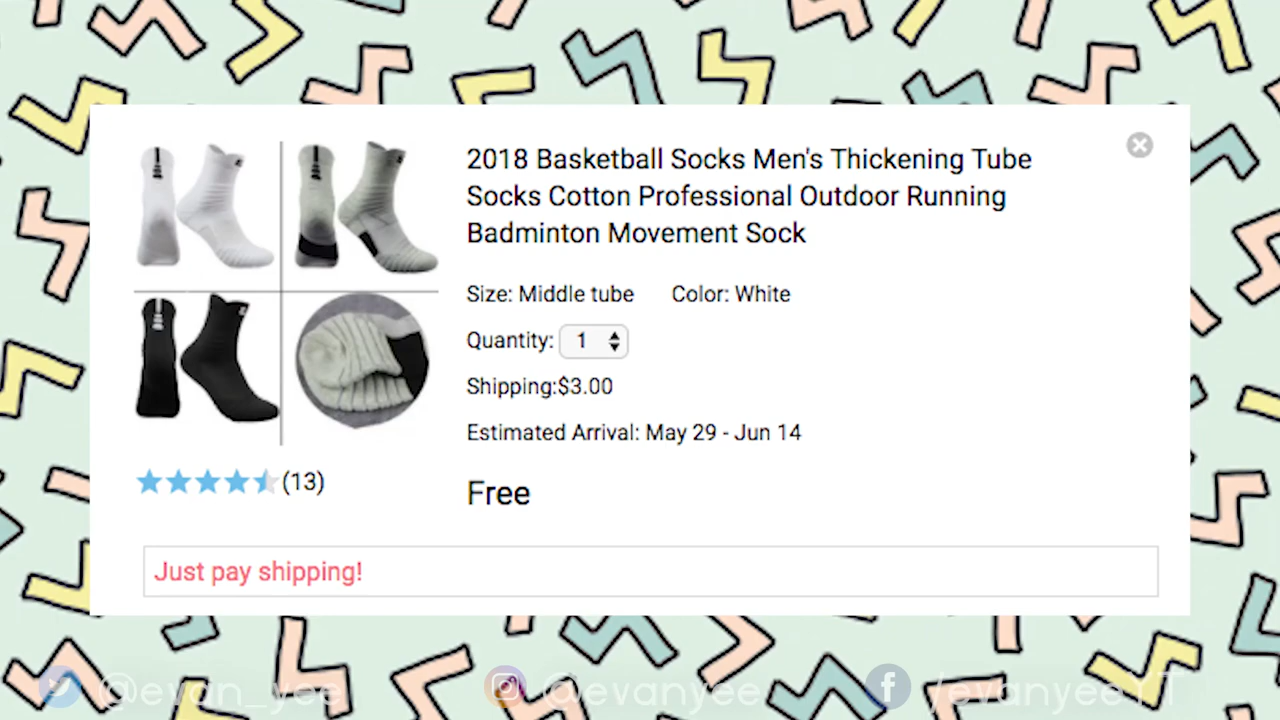 2018 Basketball Socks Men's Thickening Tube
Socks Cotton Professional Outdoor Running
Badminton Movement Sock
Size: Middle tube Color: White
Quantity: 1
Shipping:$3.00
Estimated Arrival: May 29 - Jun 14
(13)
Free
Just pay shipping!
@evan_yee @evanyee /evanyeeYT